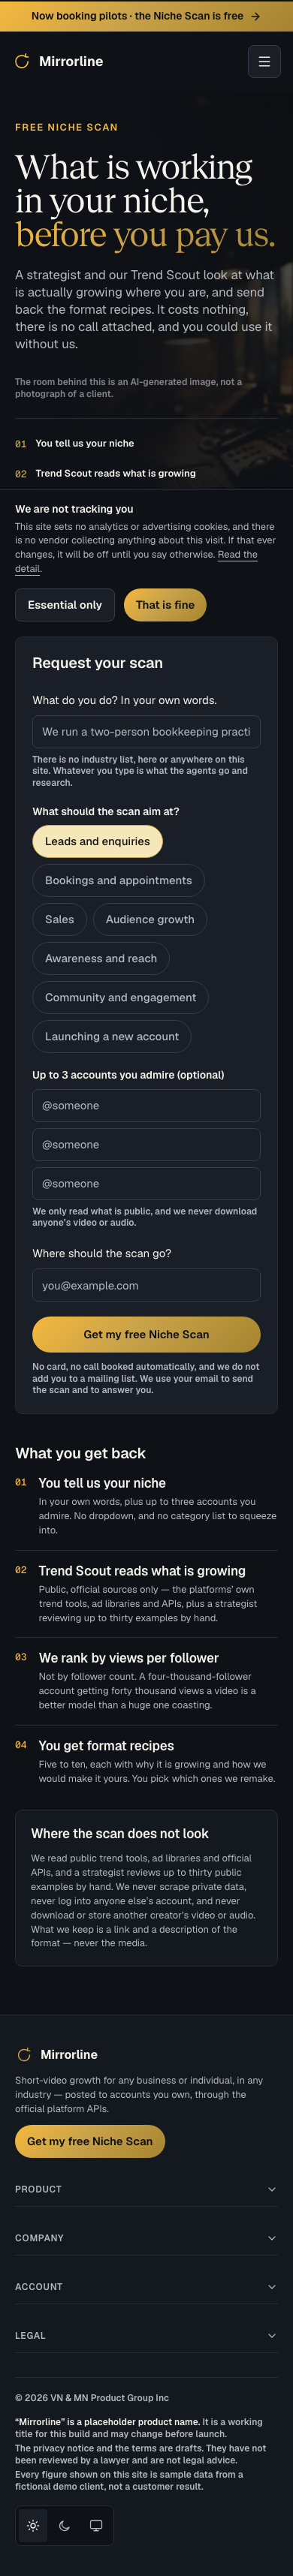 Now booking pilots · the Niche Scan is free →
Mirrorline
FREE NICHE SCAN
What is working
in your niche,
before you pay us.
A strategist and our Trend Scout look at what
is actually growing where you are, and send
back the format recipes. It costs nothing,
there is no call attached, and you could use it
without us.
The room behind this is an AI-generated image, not a
photograph of a client.
01 You tell us your niche
02 Trend Scout reads what is growing
We are not tracking you
This site sets no analytics or advertising cookies, and there
is no vendor collecting anything about this visit. If that ever
changes, it will be off until you say otherwise. Read the
detail.
Essential only
That is fine
Request your scan
What do you do? In your own words.
We run a two-person bookkeeping practi
There is no industry list, here or anywhere on this
site. Whatever you type is what the agents go and
research.
What should the scan aim at?
Leads and enquiries
Bookings and appointments
Sales
Audience growth
Awareness and reach
Community and engagement
Launching a new account
Up to 3 accounts you admire (optional)
@someone
@someone
@someone
We only read what is public, and we never download
anyone's video or audio.
Where should the scan go?
you@example.com
Get my free Niche Scan
No card, no call booked automatically, and we do not
add you to a mailing list. We use your email to send
the scan and to answer you.
What you get back
01 You tell us your niche
In your own words, plus up to three accounts you
admire. No dropdown, and no category list to squeeze
into.
02 Trend Scout reads what is growing
Public, official sources only — the platforms' own
trend tools, ad libraries and APIs, plus a strategist
reviewing up to thirty examples by hand.
03 We rank by views per follower
Not by follower count. A four-thousand-follower
account getting forty thousand views a video is a
better model than a huge one coasting.
04 You get format recipes
Five to ten, each with why it is growing and how we
would make it yours. You pick which ones we remake.
Where the scan does not look
We read public trend tools, ad libraries and official
APIs, and a strategist reviews up to thirty public
examples by hand. We never scrape private data,
never log into anyone else's account, and never
download or store another creator's video or audio.
What we keep is a link and a description of the
format — never the media.
Mirrorline
Short-video growth for any business or individual, in any
industry — posted to accounts you own, through the
official platform APIs.
Get my free Niche Scan
PRODUCT
COMPANY
ACCOUNT
LEGAL
© 2026 VN & MN Product Group Inc
“Mirrorline” is a placeholder product name. It is a working
title for this build and may change before launch.
The privacy notice and the terms are drafts. They have not
been reviewed by a lawyer and are not legal advice.
Every figure shown on this site is sample data from a
fictional demo client, not a customer result.